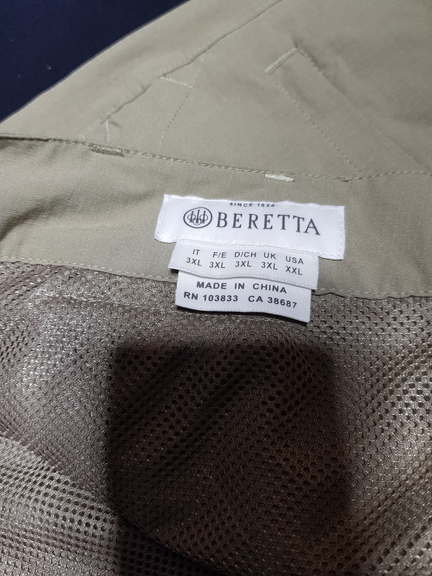 SINCE 1526
BERETTA
IT F/E D/CH UK USA
3XL 3XL 3XL 3XL XXL
MADE IN CHINA
RN 103833 CA 38687